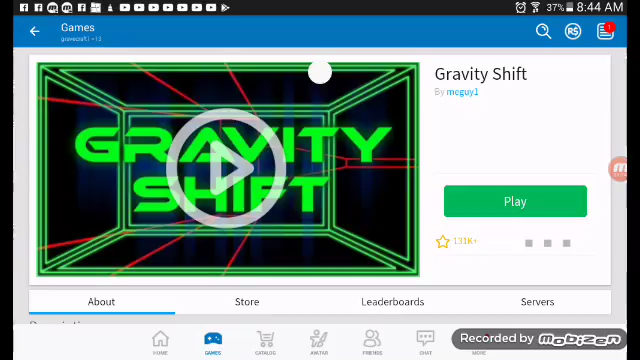 37% 8:44 AM
Games
R$
1
GRAVITY
SHIFT
Gravity Shift
By mcguy1
Play
131K+
About
Store
Leaderboards
Servers
HOME
GAMES
CATALOG
AVATAR
FRIENDS
CHAT
MORE
Recorded by MOBIZEN